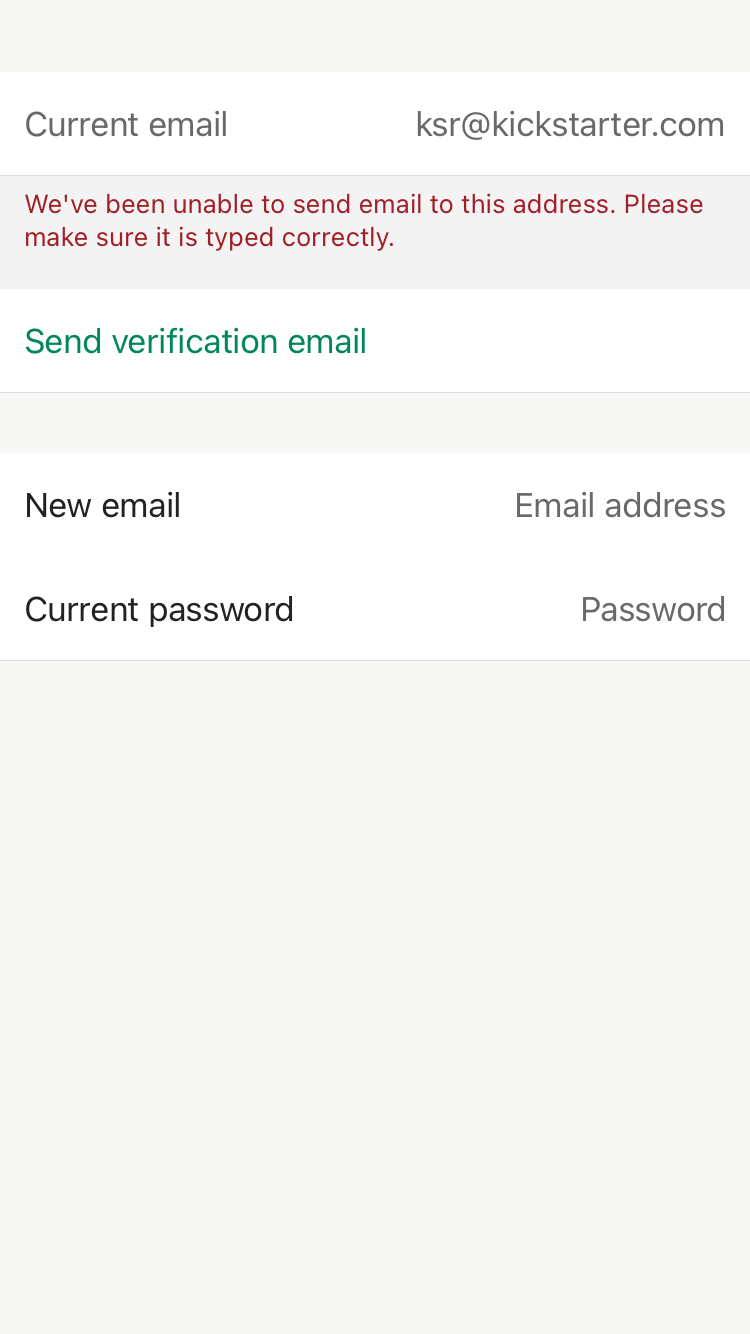 Current email ksr@kickstarter.com
We've been unable to send email to this address. Please
make sure it is typed correctly.
Send verification email
New email Email address
Current password Password